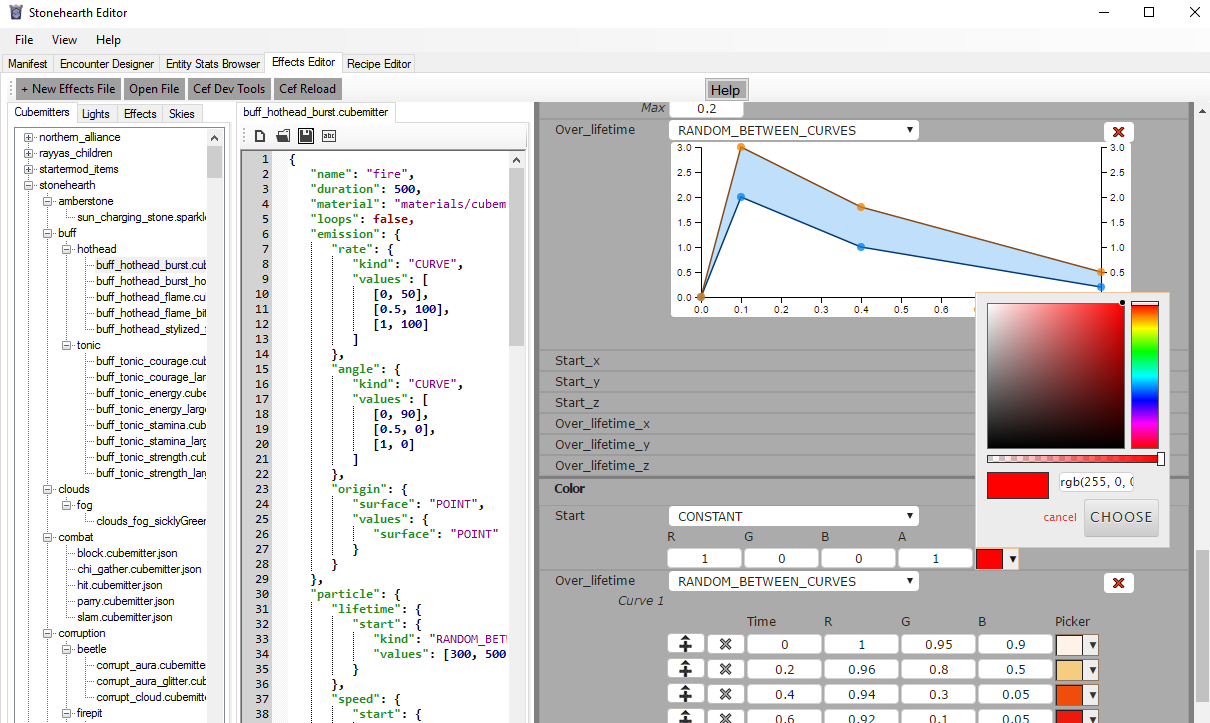 Stonehearth Editor
File View Help
Manifest Encounter Designer Entity Stats Browser Effects Editor Recipe Editor
+ New Effects File Open File Cef Dev Tools Cef Reload Help
Cubemitters Lights Effects Skies
northern_alliance
rayyas_children
startermod_items
stonehearth
amberstone
sun_charging_stone.sparkle
buff
hothead
buff_hothead_burst.cub
buff_hothead_burst_ho
buff_hothead_flame.cu
buff_hothead_flame_bit
buff_hothead_stylized_
tonic
buff_tonic_courage.cub
buff_tonic_courage_lar
buff_tonic_energy.cube
buff_tonic_energy_large
buff_tonic_stamina.cub
buff_tonic_stamina_larg
buff_tonic_strength.cub
buff_tonic_strength_larg
clouds
fog
clouds_fog_sicklyGreen
combat
block.cubemitter.json
chi_gather.cubemitter.json
hit.cubemitter.json
parry.cubemitter.json
slam.cubemitter.json
corruption
beetle
corrupt_aura.cubemitte
corrupt_aura_glitter.cub
corrupt_cloud.cubemitte
firepit
buff_hothead_burst.cubemitter
abc
1 {
2 "name": "fire",
3 "duration": 500,
4 "material": "materials/cubem
5 "loops": false,
6 "emission": {
7 "rate": {
8 "kind": "CURVE",
9 "values": [
10 [0, 50],
11 [0.5, 100],
12 [1, 100]
13 ]
14 },
15 "angle": {
16 "kind": "CURVE",
17 "values": [
18 [0, 90],
19 [0.5, 0],
20 [1, 0]
21 ]
22 },
23 "origin": {
24 "surface": "POINT",
25 "values": {
26 "surface": "POINT"
27 }
28 }
29 },
30 "particle": {
31 "lifetime": {
32 "start": {
33 "kind": "RANDOM_BET
34 "values": [300, 500
35 }
36 },
37 "speed": {
38 "start": {
Max 0.2
Over_lifetime RANDOM_BETWEEN_CURVES
3.0 3.0
2.5 2.5
2.0 2.0
1.5 1.5
1.0 1.0
0.5 0.5
0.0
0.0 0.1 0.2 0.3 0.4 0.5 0.6
Start_x
Start_y
Start_z
Over_lifetime_x
Over_lifetime_y
Over_lifetime_z
rgb(255, 0, 0
cancel CHOOSE
Color
Start CONSTANT
R G B A
1 0 0 1
Over_lifetime RANDOM_BETWEEN_CURVES
Curve 1
Time R G B Picker
0 1 0.95 0.9
0.2 0.96 0.8 0.5
0.4 0.94 0.3 0.05
0.6 0.92 0.1 0.05